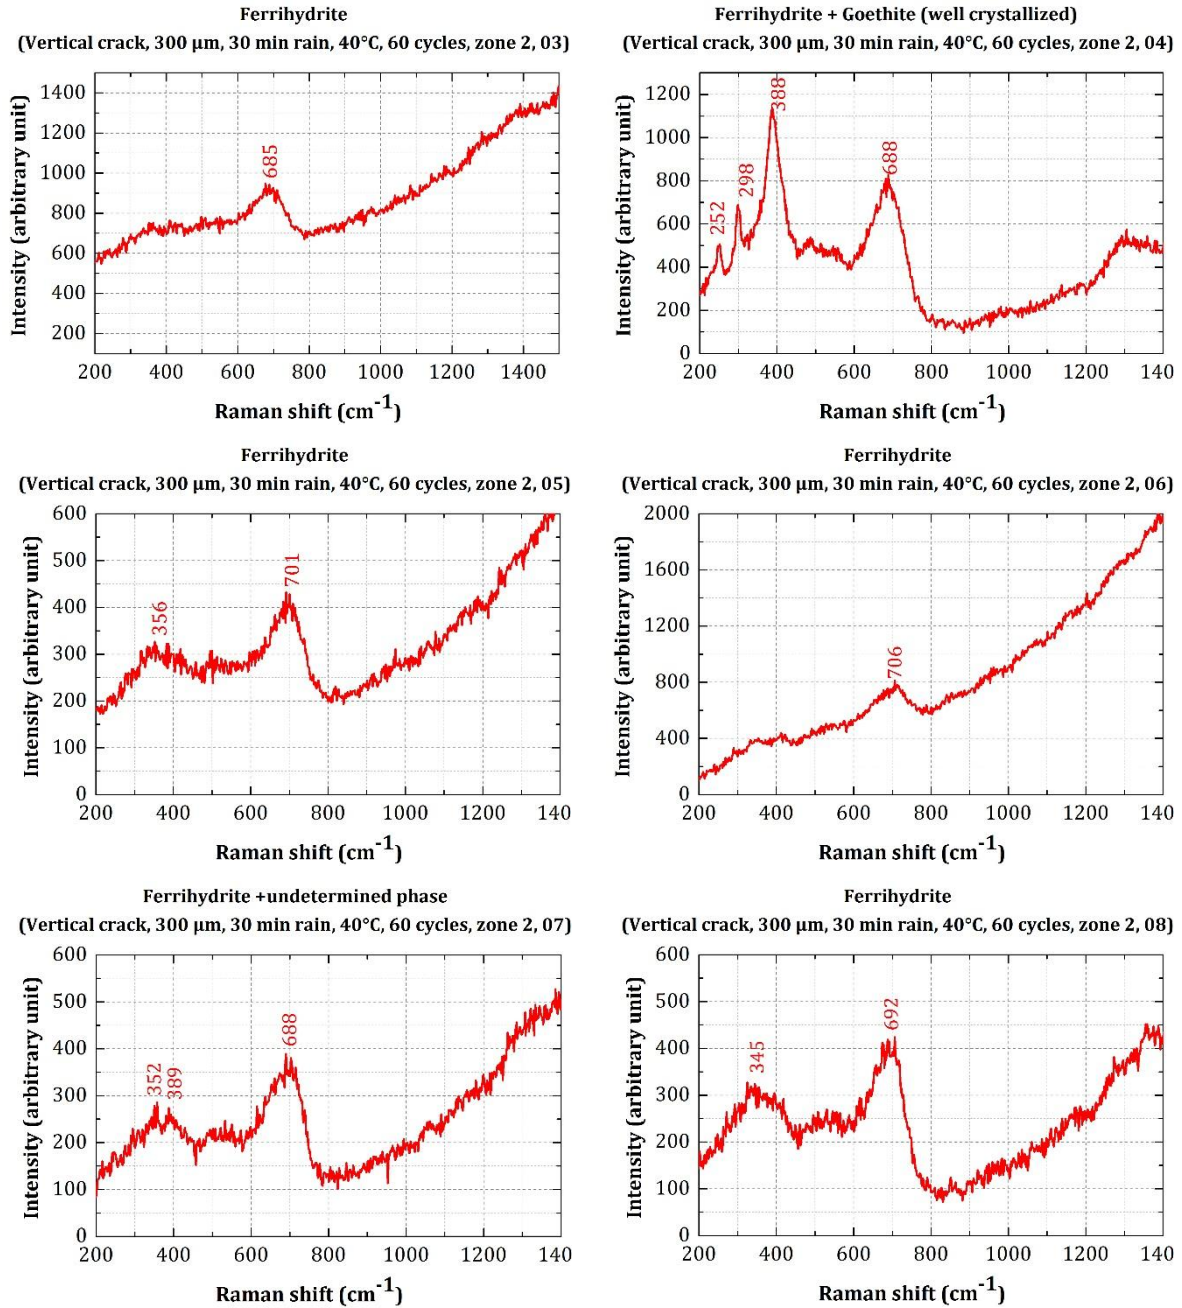 Ferrihydrite
(Vertical crack, 300 µm, 30 min rain, 40°C, 60 cycles, zone 2, 03)
1400
1200
1000
800
600
400
200
685
200 400 600 800 1000 1200 1400
Intensity (arbitrary unit)
Raman shift (cm-1)
Ferrihydrite + Goethite (well crystallized)
(Vertical crack, 300 µm, 30 min rain, 40°C, 60 cycles, zone 2, 04)
1200
1000
800
600
400
200
0
252
298
388
688
200 400 600 800 1000 1200 140
Intensity (arbitrary unit)
Raman shift (cm-1)
Ferrihydrite
(Vertical crack, 300 µm, 30 min rain, 40°C, 60 cycles, zone 2, 05)
600
500
400
300
200
100
0
356
701
200 400 600 800 1000 1200 140
Intensity (arbitrary unit)
Raman shift (cm-1)
Ferrihydrite
(Vertical crack, 300 µm, 30 min rain, 40°C, 60 cycles, zone 2, 06)
2000
1600
1200
800
400
0
706
200 400 600 800 1000 1200 140
Intensity (arbitrary unit)
Raman shift (cm-1)
Ferrihydrite +undetermined phase
(Vertical crack, 300 µm, 30 min rain, 40°C, 60 cycles, zone 2, 07)
600
500
400
300
200
100
0
352
389
688
200 400 600 800 1000 1200 140
Intensity (arbitrary unit)
Raman shift (cm-1)
Ferrihydrite
(Vertical crack, 300 µm, 30 min rain, 40°C, 60 cycles, zone 2, 08)
600
500
400
300
200
100
0
345
692
200 400 600 800 1000 1200 140
Intensity (arbitrary unit)
Raman shift (cm-1)